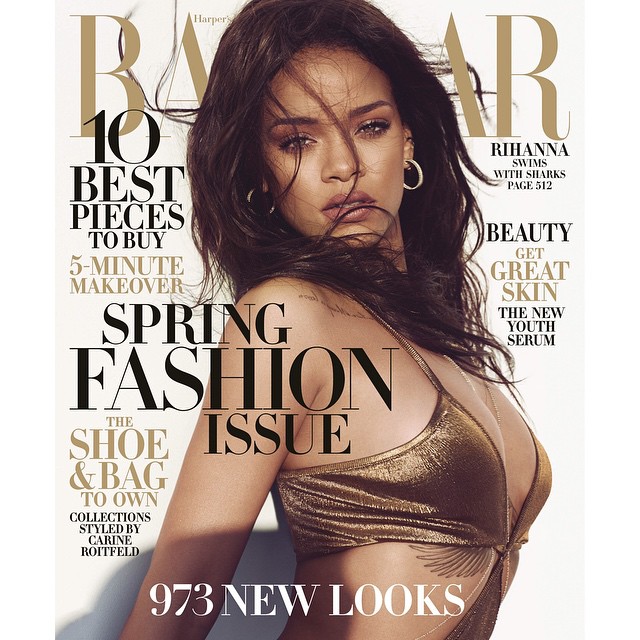 Harper's
BAZAAR
10
BEST
PIECES
TO BUY
5-MINUTE
MAKEOVER
SPRING
FASHION
ISSUE
THE
SHOE
&BAG
TO OWN
COLLECTIONS
STYLED BY
CARINE
ROITFELD
RIHANNA
SWIMS
WITH SHARKS
PAGE 512
BEAUTY
GET
GREAT
SKIN
THE NEW
YOUTH
SERUM
973 NEW LOOKS